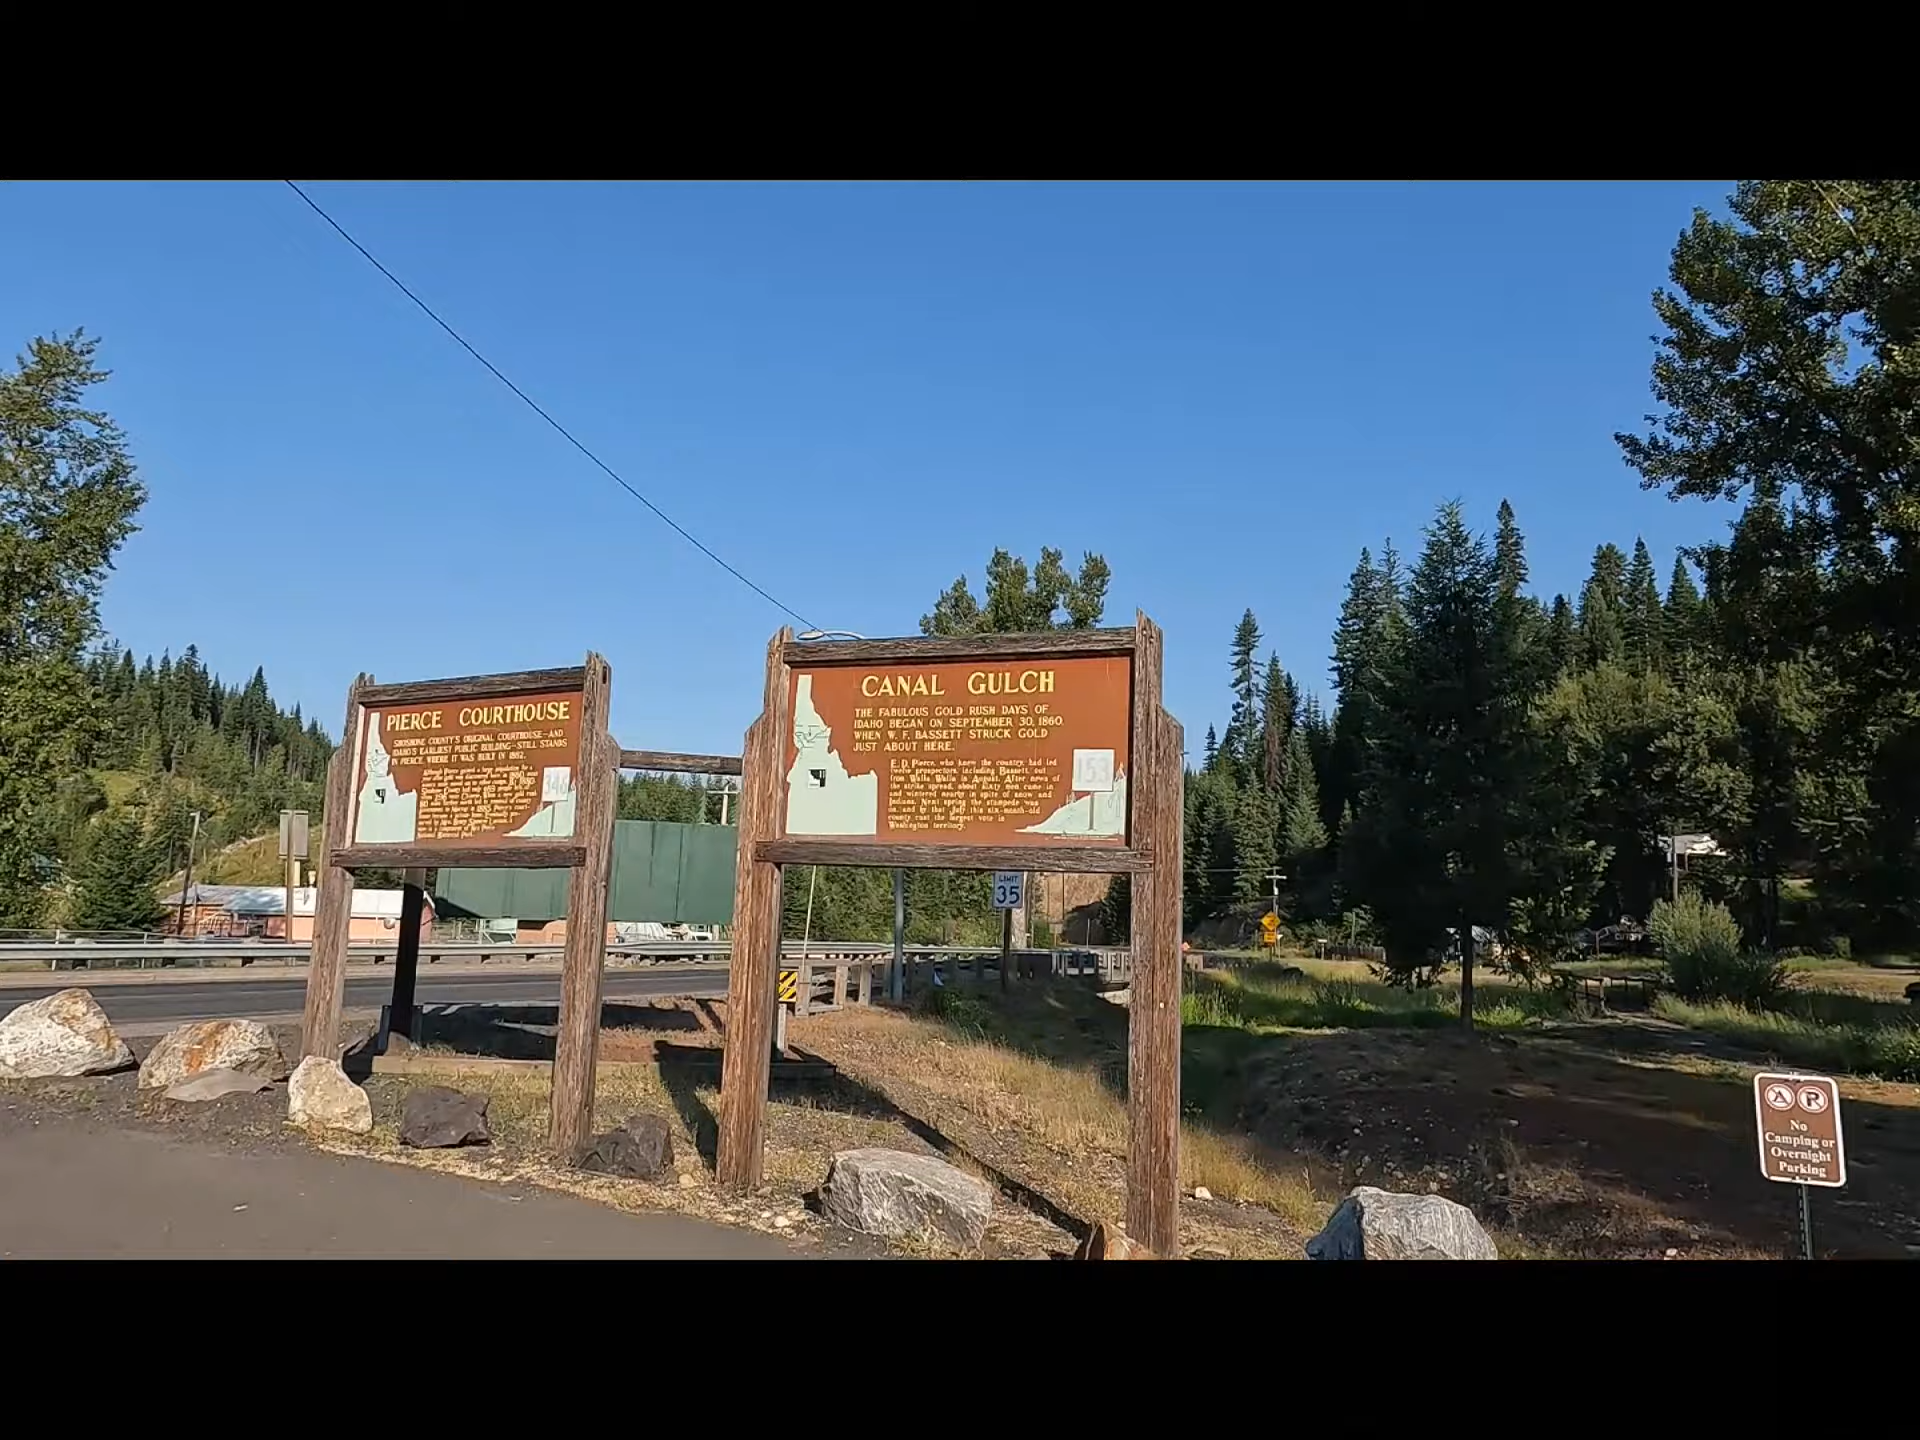 PIERCE COURTHOUSE
SHOSHONE COUNTY'S ORIGINAL COURTHOUSE—AND
IDAHO'S EARLIEST PUBLIC BUILDING—STILL STANDS
IN PIERCE WHERE IT WAS BUILT IN 1862.
346
CANAL GULCH
THE FABULOUS GOLD RUSH DAYS OF
IDAHO BEGAN ON SEPTEMBER 30, 1860,
WHEN W. F. BASSETT STRUCK GOLD
JUST ABOUT HERE.
E. D. Pierce, who knew the country, had led
twelve prospectors, including Bassett, out
from Walla Walla in August. After news of
the strike spread, about sixty men came in
and wintered nearby in spite of snow and
Indians. Next spring the stampede was
on, and by that July this six-month-old
county cast the largest vote in
Washington territory.
153
LIMIT
35
No
Camping or
Overnight
Parking